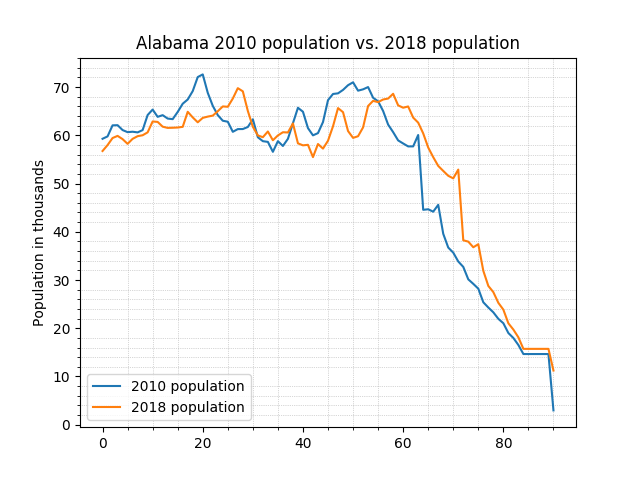 Alabama 2010 population vs. 2018 population
Population in thousands
70
60
50
40
30
20
10
0
0 20 40 60 80
2010 population
2018 population